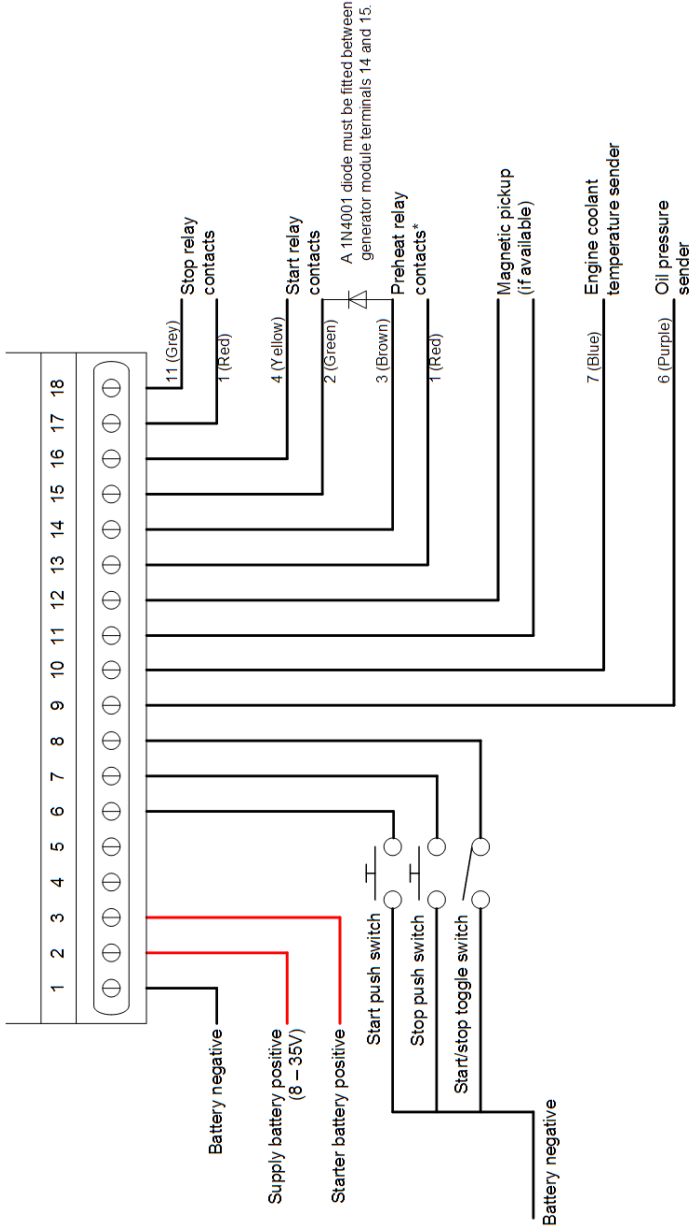 1
2
3
4
5
6
7
8
9
10
11
12
13
14
15
16
17
18
Battery negative
Supply battery positive
(8 – 35V)
Starter battery positive
Start push switch
Stop push switch
Start/stop toggle switch
Battery negative
11 (Grey)
Stop relay
contacts
1 (Red)
4 (Yellow)
Start relay
contacts
2 (Green)
A 1N4001 diode must be fitted between
generator module terminals 14 and 15.
3 (Brown)
Preheat relay
contacts*
1 (Red)
Magnetic pickup
(if available)
7 (Blue)
Engine coolant
temperature sender
6 (Purple)
Oil pressure
sender